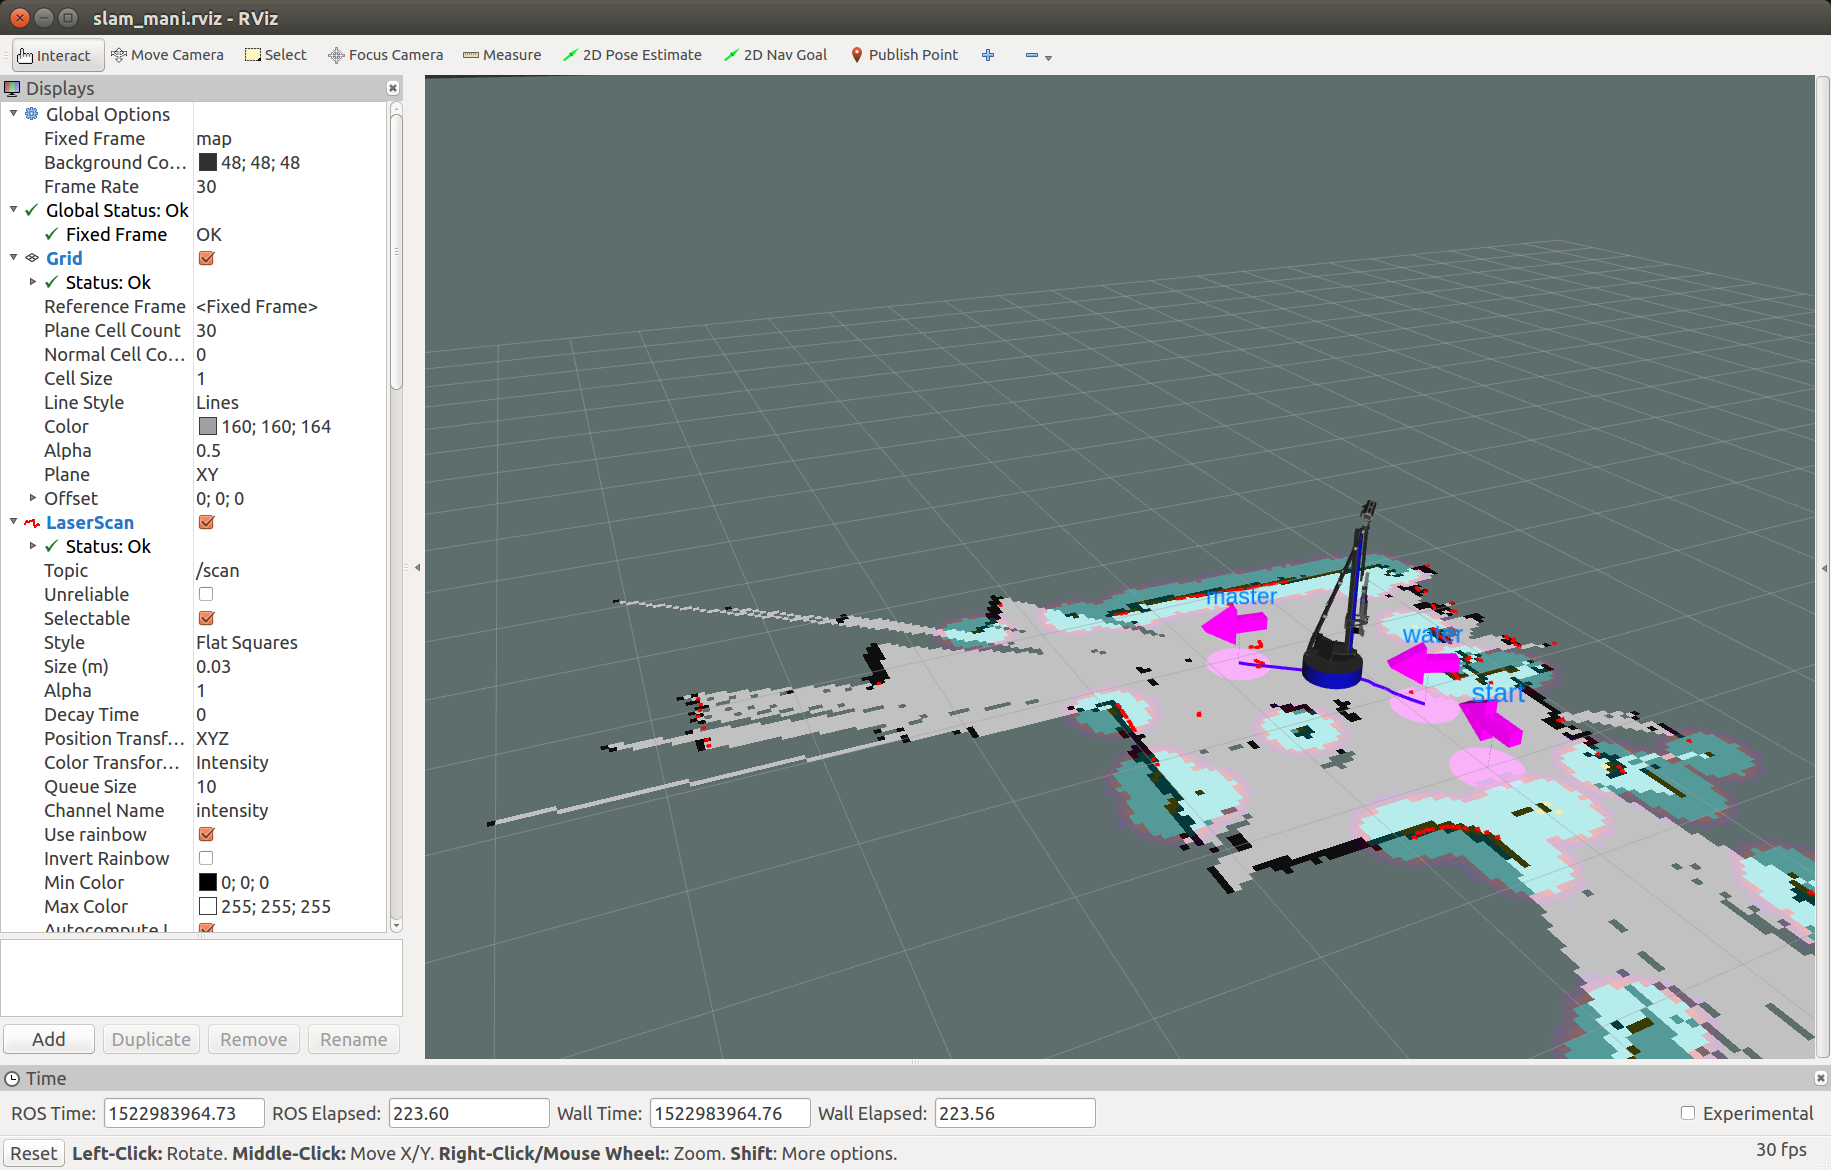 slam_mani.rviz - RViz
Interact Move Camera Select Focus Camera Measure 2D Pose Estimate 2D Nav Goal Publish Point
Displays
Global Options
Fixed Frame map
Background Co... 48; 48; 48
Frame Rate 30
Global Status: Ok
Fixed Frame OK
Grid
Status: Ok
Reference Frame <Fixed Frame>
Plane Cell Count 30
Normal Cell Co... 0
Cell Size 1
Line Style Lines
Color 160; 160; 164
Alpha 0.5
Plane XY
Offset 0; 0; 0
LaserScan
Status: Ok
Topic /scan
Unreliable
Selectable
Style Flat Squares
Size (m) 0.03
Alpha 1
Decay Time 0
Position Transf... XYZ
Color Transfor... Intensity
Queue Size 10
Channel Name intensity
Use rainbow
Invert Rainbow
Min Color 0; 0; 0
Max Color 255; 255; 255
master
water
start
Add Duplicate Remove Rename
Time
ROS Time: 1522983964.73 ROS Elapsed: 223.60 Wall Time: 1522983964.76 Wall Elapsed: 223.56 Experimental
Reset Left-Click: Rotate. Middle-Click: Move X/Y. Right-Click/Mouse Wheel:: Zoom. Shift: More options. 30 fps